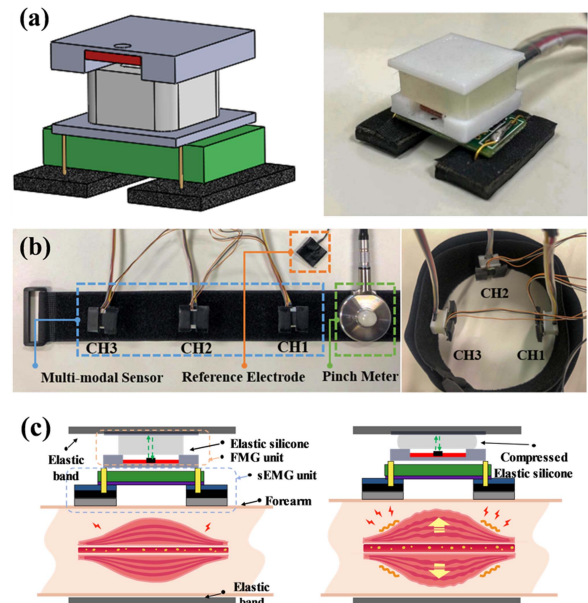 (a)
(b)
CH3
CH2
CH1
Multi-modal Sensor
Reference Electrode
Pinch Meter
CH2
CH3
CH1
(c)
Elastic
band
Elastic silicone
FMG unit
sEMG unit
Forearm
Elastic
band
Compressed
Elastic silicone